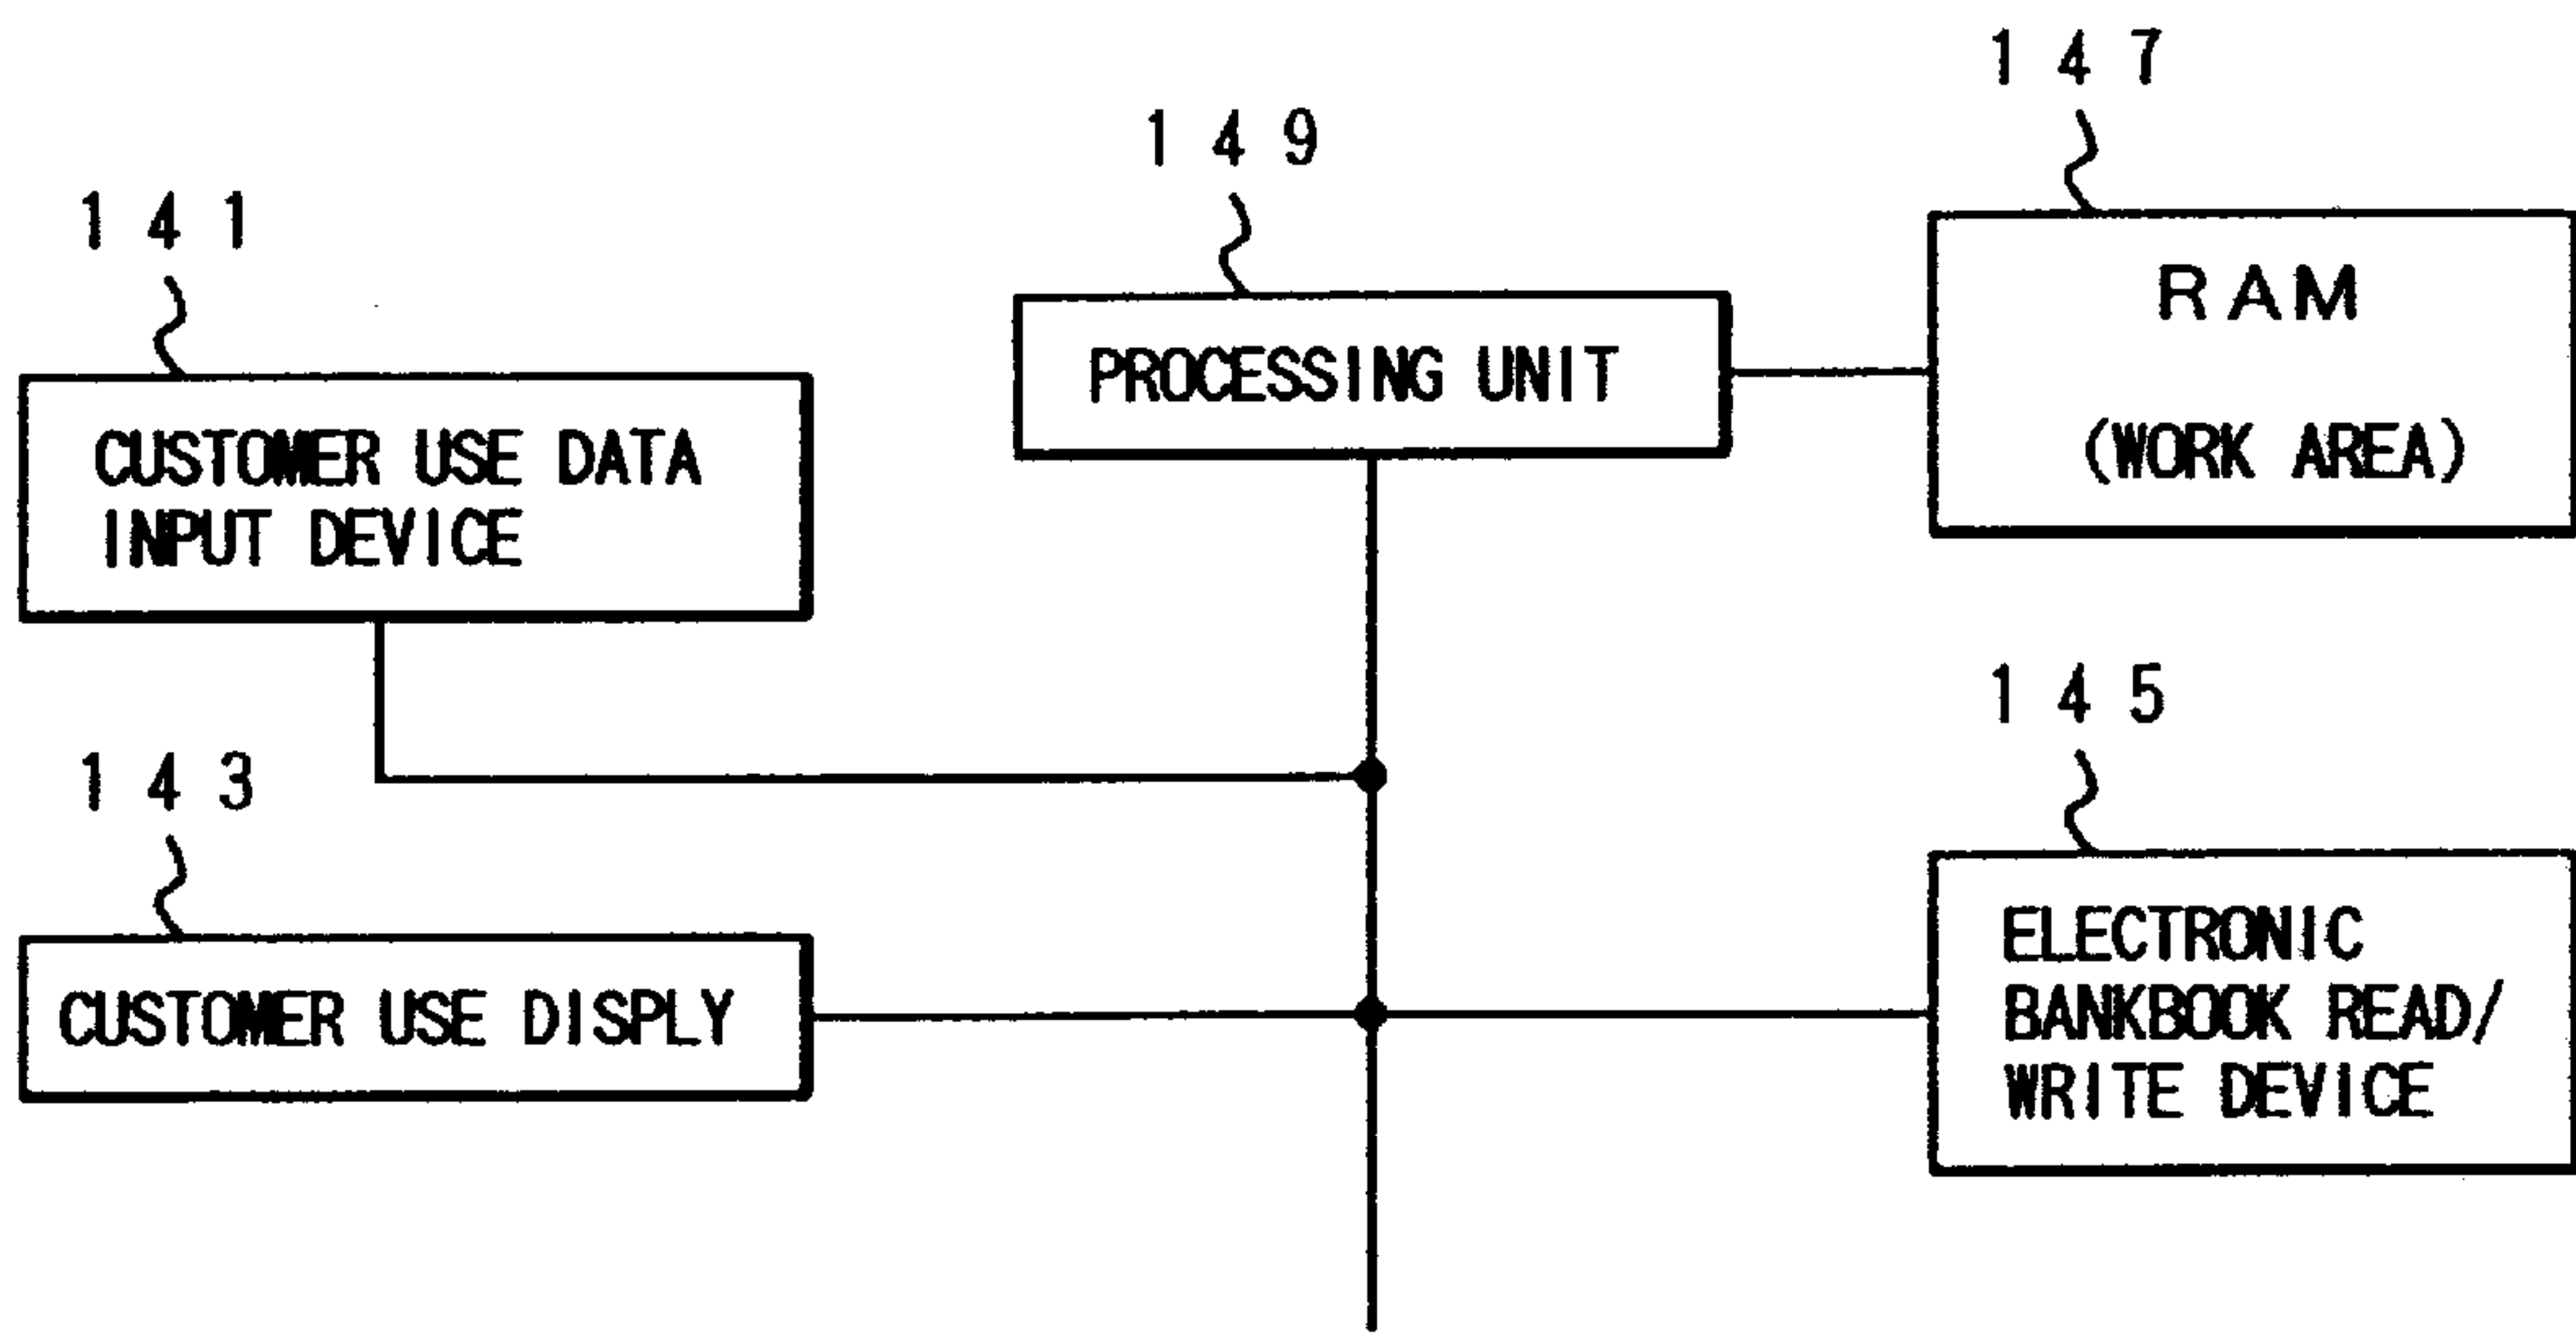 147
149
141
RAM
(WORK AREA)
PROCESSING UNIT
CUSTOMER USE DATA
INPUT DEVICE
145
143
ELECTRONIC
BANKBOOK READ/
WRITE DEVICE
CUSTOMER USE DISPLY